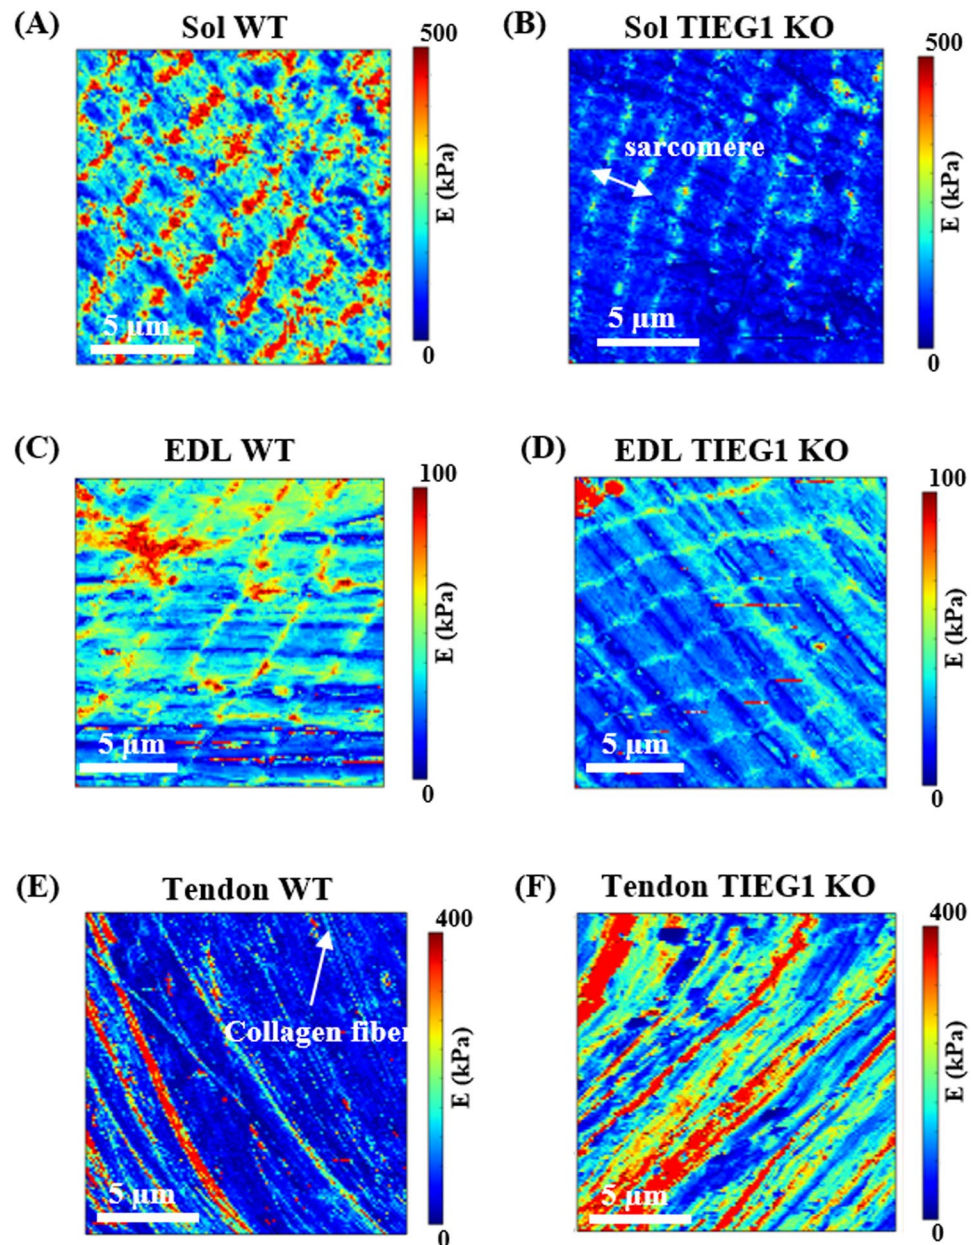 (A) Sol WT
500
E (kPa)
0
5 µm
(B) Sol TIEG1 KO
500
E (kPa)
0
sarcomere
5 µm
(C) EDL WT
100
E (kPa)
0
5 µm
(D) EDL TIEG1 KO
100
E (kPa)
0
5 µm
(E) Tendon WT
400
E (kPa)
0
Collagen fiber
5 µm
(F) Tendon TIEG1 KO
400
E (kPa)
0
5 µm